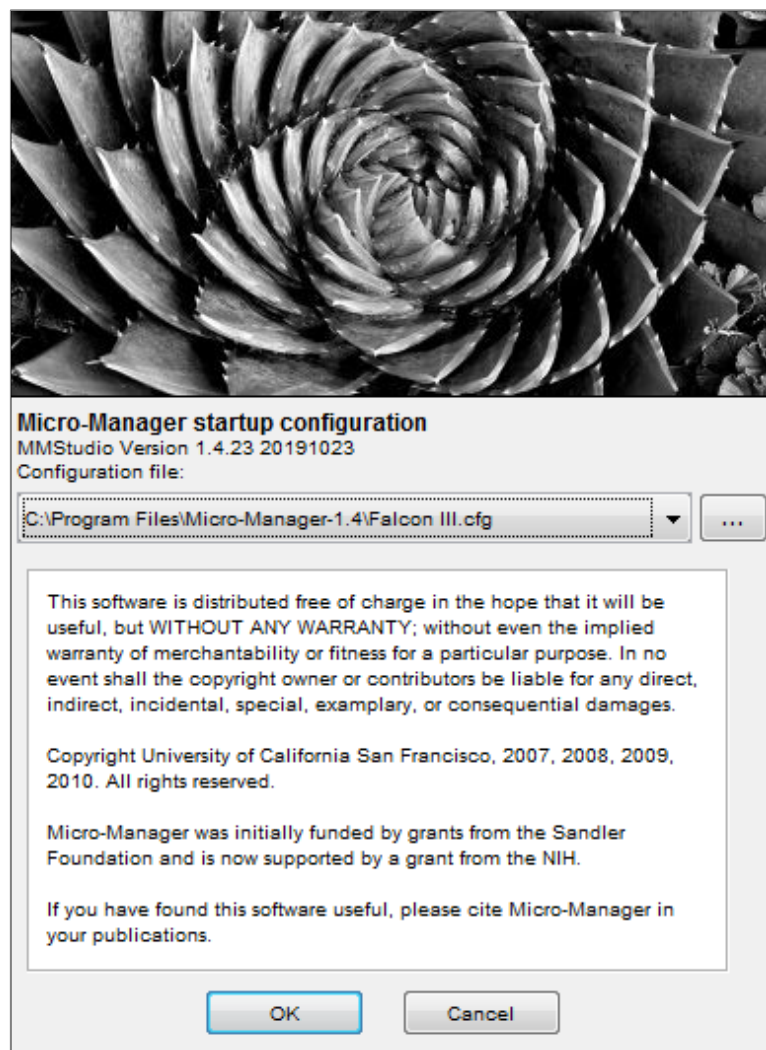 Micro-Manager startup configuration
MMStudio Version 1.4.23 20191023
Configuration file:
C:\Program Files\Micro-Manager-1.4\Falcon III.cfg
...
This software is distributed free of charge in the hope that it will be
useful, but WITHOUT ANY WARRANTY; without even the implied
warranty of merchantability or fitness for a particular purpose. In no
event shall the copyright owner or contributors be liable for any direct,
indirect, incidental, special, examplary, or consequential damages.
Copyright University of California San Francisco, 2007, 2008, 2009,
2010. All rights reserved.
Micro-Manager was initially funded by grants from the Sandler
Foundation and is now supported by a grant from the NIH.
If you have found this software useful, please cite Micro-Manager in
your publications.
OK
Cancel